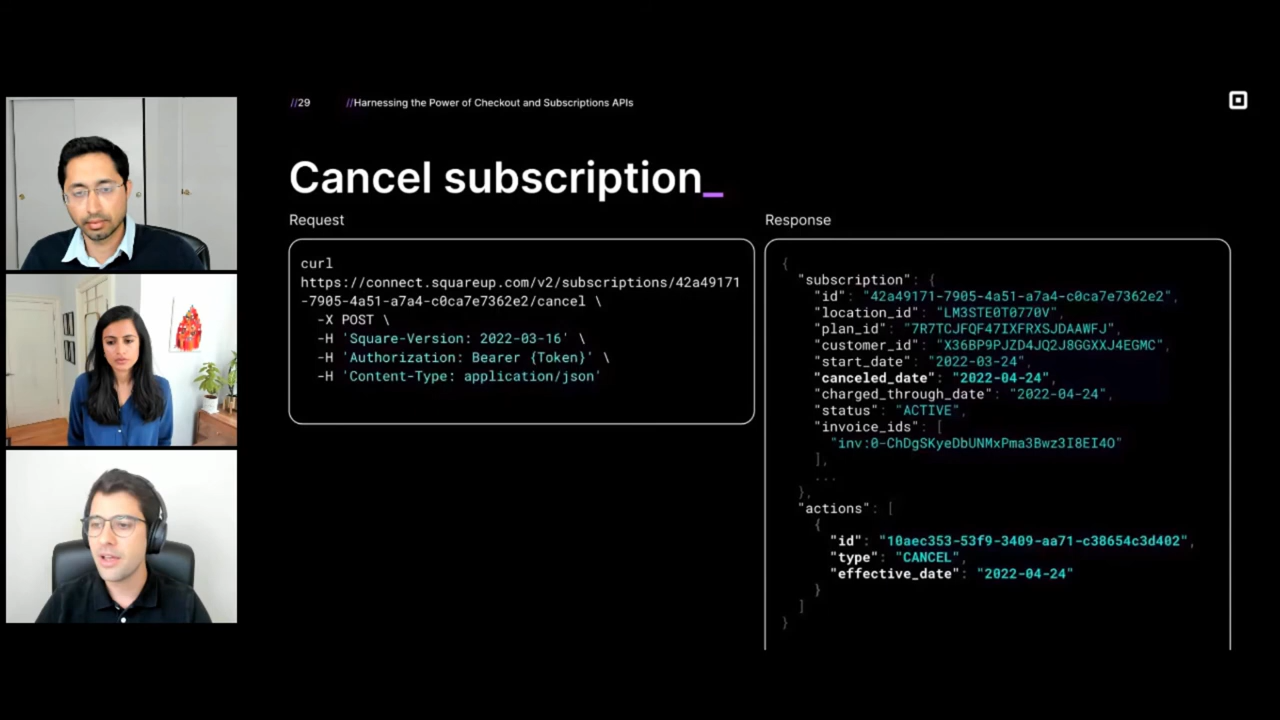 //29 //Harnessing the Power of Checkout and Subscriptions APIs
Cancel subscription_
Request
curl
https://connect.squareup.com/v2/subscriptions/42a49171
-7905-4a51-a7a4-c0ca7e7362e2/cancel \
-X POST \
-H 'Square-Version: 2022-03-16' \
-H 'Authorization: Bearer {Token}' \
-H 'Content-Type: application/json'
Response
{
"subscription": {
"id": "42a49171-7905-4a51-a7a4-c0ca7e7362e2",
"location_id": "LM3STE0T0770V",
"plan_id": "7R7TCJFQF47IXFRXSJDAAWFJ",
"customer_id": "X36BP9PJZD4JQ2J8GGXXJ4EGMC",
"start_date": "2022-03-24",
"canceled_date": "2022-04-24",
"charged_through_date": "2022-04-24",
"status": "ACTIVE",
"invoice_ids": [
"inv:0-ChDgSKyeDbUNMxPma3Bwz3I8EI4O"
],
...
},
"actions": [
{
"id": "10aec353-53f9-3409-aa71-c38654c3d402",
"type": "CANCEL",
"effective_date": "2022-04-24"
}
]
}